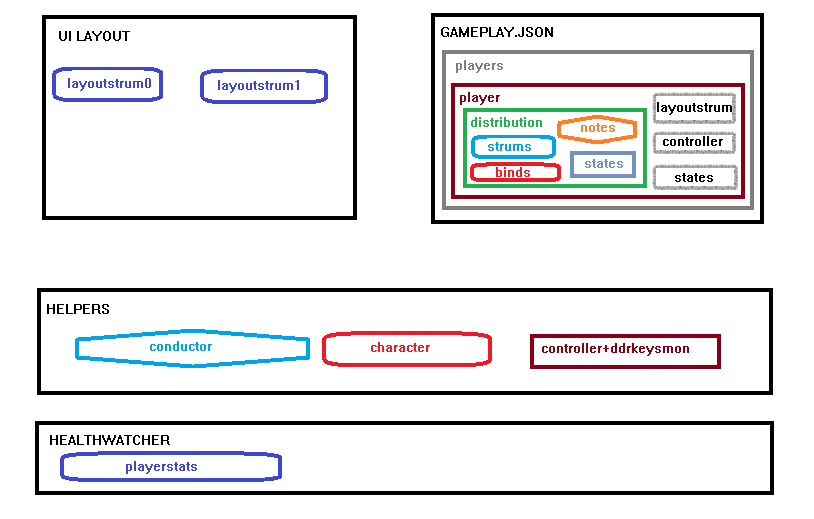 UI LAYOUT
layoutstrum0
layoutstrum1
GAMEPLAY.JSON
players
player
distribution
notes
strums
states
binds
layoutstrum
controller
states
HELPERS
conductor
character
controller+ddrkeysmon
HEALTHWATCHER
playerstats